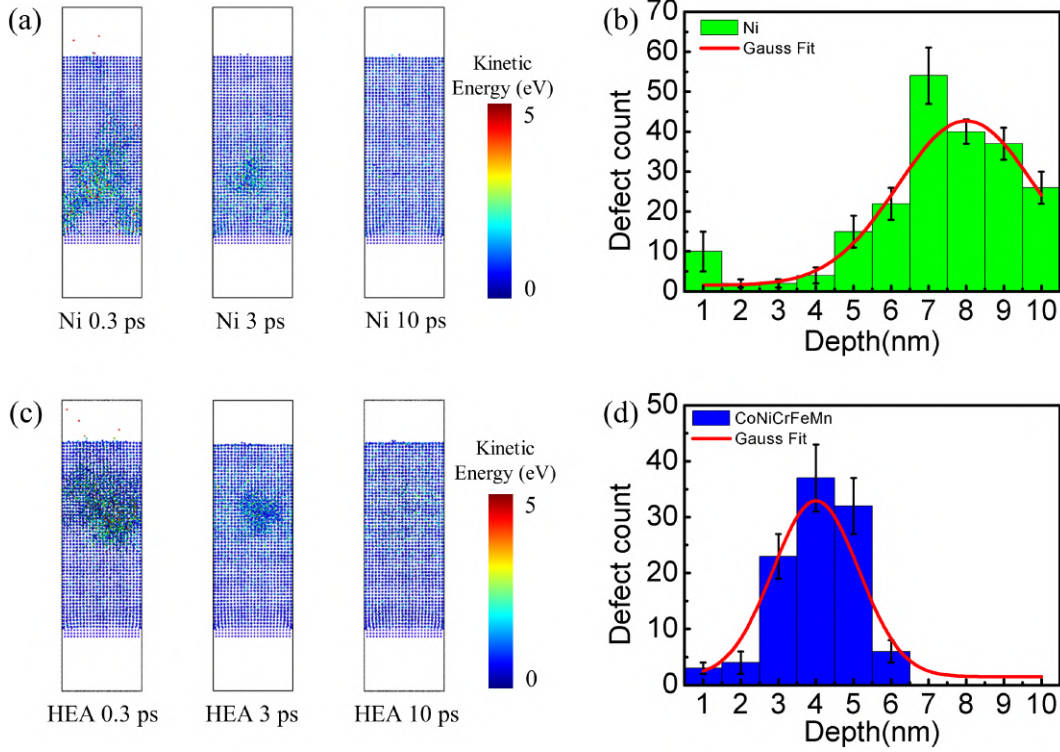 (a)
Kinetic
Energy (eV)
5
0
Ni 0.3 ps
Ni 3 ps
Ni 10 ps
(b)
Ni
Gauss Fit
Defect count
70
60
50
40
30
20
10
0
1 2 3 4 5 6 7 8 9 10
Depth(nm)
(c)
Kinetic
Energy (eV)
5
0
HEA 0.3 ps
HEA 3 ps
HEA 10 ps
(d)
CoNiCrFeMn
Gauss Fit
Defect count
50
40
30
20
10
0
1 2 3 4 5 6 7 8 9 10
Depth(nm)